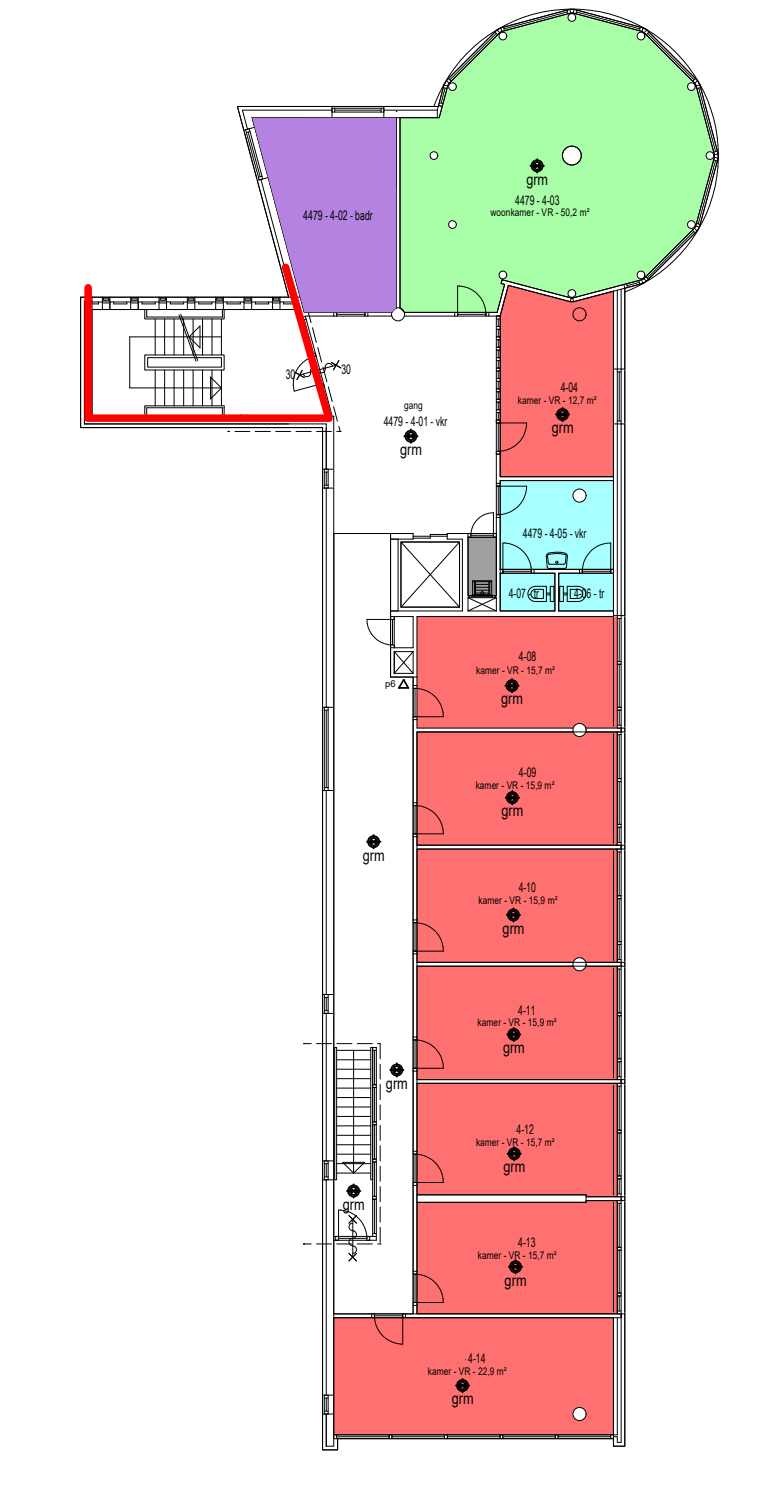 grm
4479 - 4-03
woonkamer - VR - 50,2 m²
4479 - 4-02 - badr
30
30
4-04
kamer - VR - 12,7 m²
grm
gang
4479 - 4-01 - vkr
grm
4479 - 4-05 - vkr
4-07 - tr
4-06 - tr
4-08
kamer - VR - 15,7 m²
grm
p6
4-09
kamer - VR - 15,9 m²
grm
grm
4-10
kamer - VR - 15,9 m²
grm
4-11
kamer - VR - 15,9 m²
grm
grm
4-12
kamer - VR - 15,7 m²
grm
grm
4-13
kamer - VR - 15,7 m²
grm
4-14
kamer - VR - 22,9 m²
grm